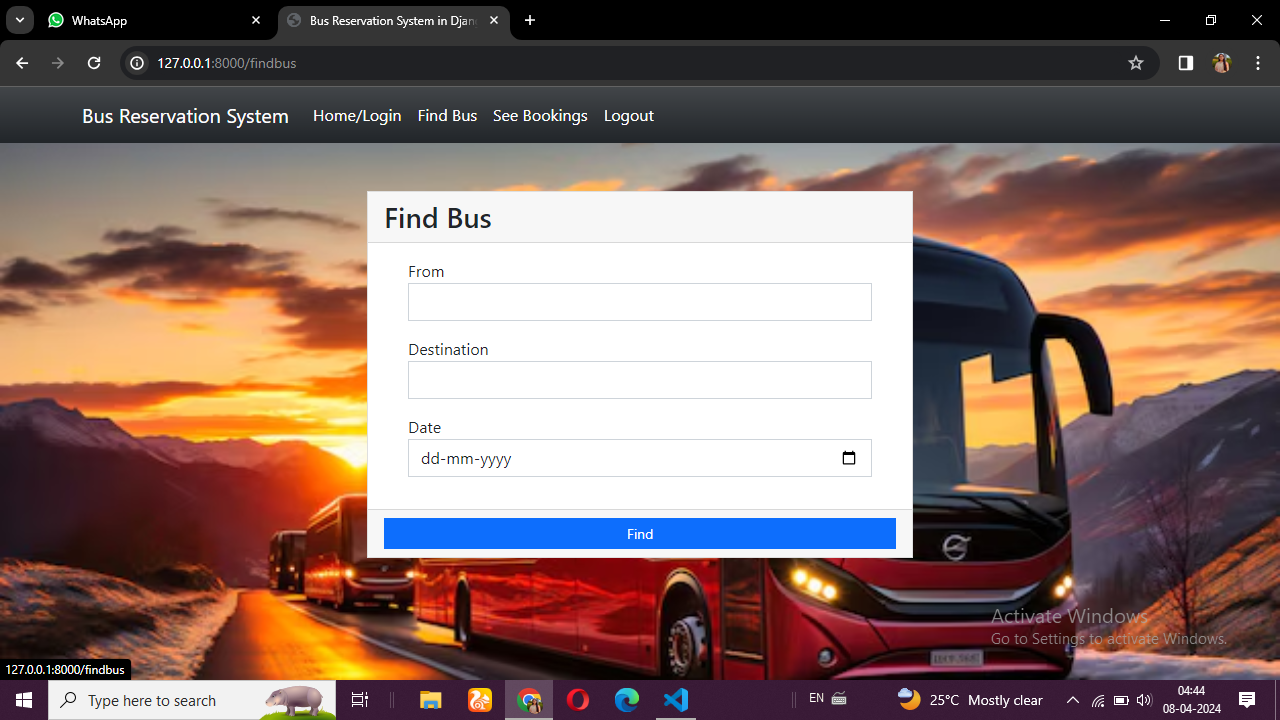 WhatsApp
Bus Reservation System in Djan
127.0.0.1:8000/findbus
Bus Reservation System
Home/Login
Find Bus
See Bookings
Logout
Find Bus
From
Destination
Date
dd-mm-yyyy
Find
Activate Windows
Go to Settings to activate Windows.
127.0.0.1:8000/findbus
Type here to search
EN
25°C Mostly clear
04:44
08-04-2024